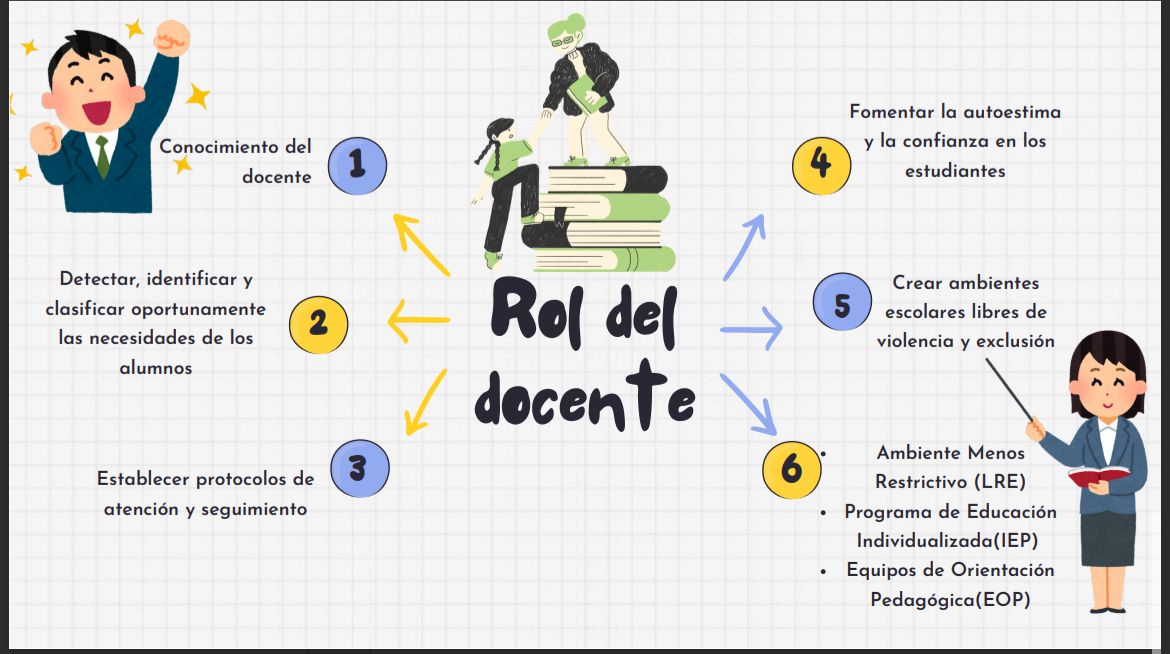 Rol del
docente
1
Conocimiento del
docente
2
Detectar, identificar y
clasificar oportunamente
las necesidades de los
alumnos
3
Establecer protocolos de
atención y seguimiento
4
Fomentar la autoestima
y la confianza en los
estudiantes
5
Crear ambientes
escolares libres de
violencia y exclusión
6
• Ambiente Menos
Restrictivo (LRE)
• Programa de Educación
Individualizada(IEP)
• Equipos de Orientación
Pedagógica(EOP)